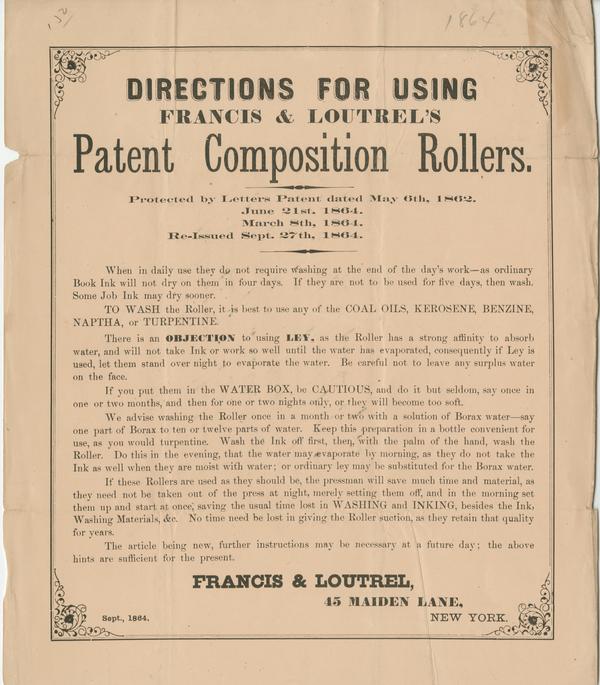 1864
DIRECTIONS FOR USING
FRANCIS & LOUTREL'S
Patent Composition Rollers.
Protected by Letters Patent dated May 6th, 1862.
June 21st. 1864.
March 8th, 1864.
Re-Issued Sept. 27th, 1864.
When in daily use they do not require washing at the end of the day's work—as ordinary
Book Ink will not dry on them in four days. If they are not to be used for five days, then wash.
Some Job Ink may dry sooner.
TO WASH the Roller, it is best to use any of the COAL OILS, KEROSENE, BENZINE,
NAPTHA, or TURPENTINE.
There is an OBJECTION to using LEY, as the Roller has a strong affinity to absorb
water, and will not take Ink or work so well until the water has evaporated, consequently if Ley is
used, let them stand over night to evaporate the water. Be careful not to leave any surplus water
on the face.
If you put them in the WATER BOX, be CAUTIOUS, and do it but seldom, say once in
one or two months, and then for one or two nights only, or they will become too soft.
We advise washing the Roller once in a month or two with a solution of Borax water—say
one part of Borax to ten or twelve parts of water. Keep this preparation in a bottle convenient for
use, as you would turpentine. Wash the Ink off first, then, with the palm of the hand, wash the
Roller. Do this in the evening, that the water may evaporate by morning, as they do not take the
Ink as well when they are moist with water; or ordinary ley may be substituted for the Borax water.
If these Rollers are used as they should be, the pressman will save much time and material, as
they need not be taken out of the press at night, merely setting them off, and in the morning set
them up and start at once, saving the usual time lost in WASHING and INKING, besides the Ink,
Washing Materials, &c. No time need be lost in giving the Roller suction, as they retain that quality
for years.
The article being new, further instructions may be necessary at a future day; the above
hints are sufficient for the present.
FRANCIS & LOUTREL,
45 MAIDEN LANE,
Sept., 1864. NEW YORK.